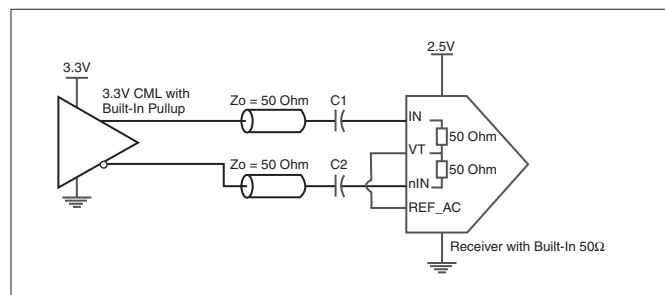 3.3V
3.3V CML with
Built-In Pullup
Zo = 50 Ohm
C1
Zo = 50 Ohm
C2
2.5V
IN
50 Ohm
VT
50 Ohm
nIN
REF_AC
Receiver with Built-In 50Ω